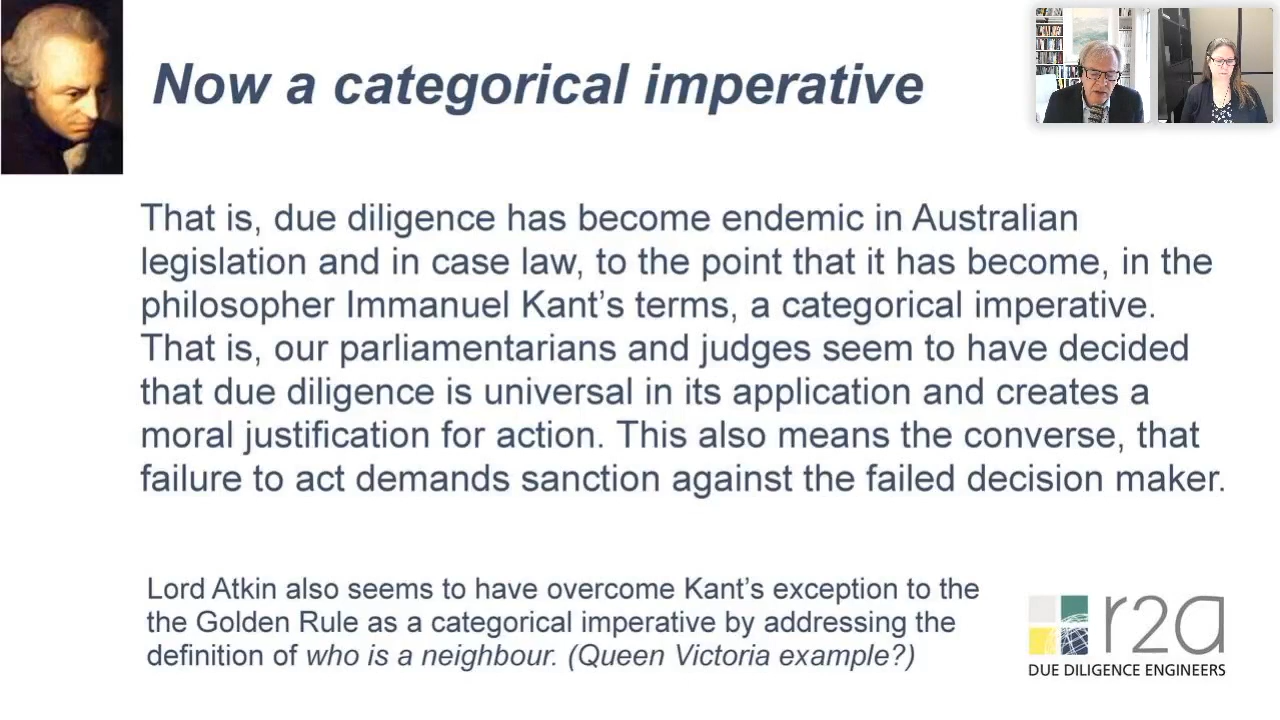 Now a categorical imperative
That is, due diligence has become endemic in Australian
legislation and in case law, to the point that it has become, in the
philosopher Immanuel Kant’s terms, a categorical imperative.
That is, our parliamentarians and judges seem to have decided
that due diligence is universal in its application and creates a
moral justification for action. This also means the converse, that
failure to act demands sanction against the failed decision maker.
Lord Atkin also seems to have overcome Kant’s exception to the
the Golden Rule as a categorical imperative by addressing the
definition of who is a neighbour. (Queen Victoria example?)
r2a
DUE DILIGENCE ENGINEERS